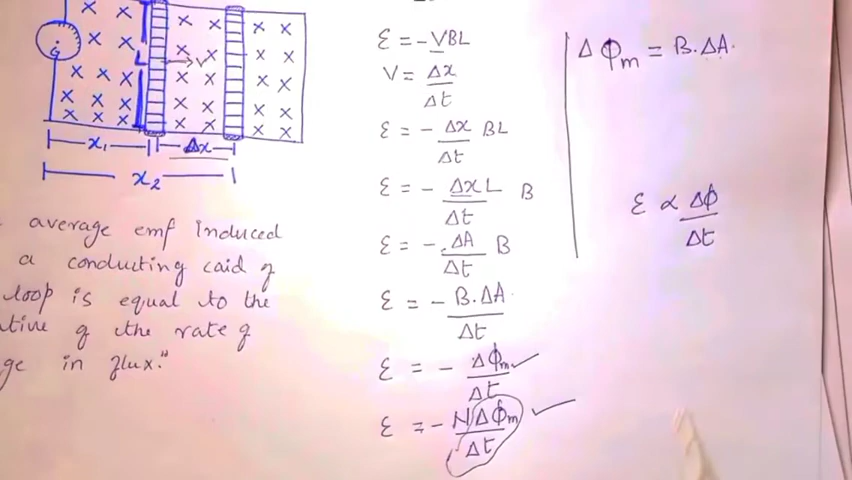 G
L
→ V
x₁
Δx
x₂
average emf induced
a conducting caid of
loop is equal to the
tive of the rate of
ge in flux."
Ɛ = - VBL
V = Δx/Δt
Ɛ = - Δx/Δt BL
Ɛ = - ΔxL/Δt B
Ɛ = - ΔA/Δt B
Ɛ = - B.ΔA/Δt
Ɛ = - Δϕm/Δt ✓
Ɛ = - NΔϕm/Δt ✓
Δϕm = B.ΔA.
Ɛ ∝ Δϕ/Δt